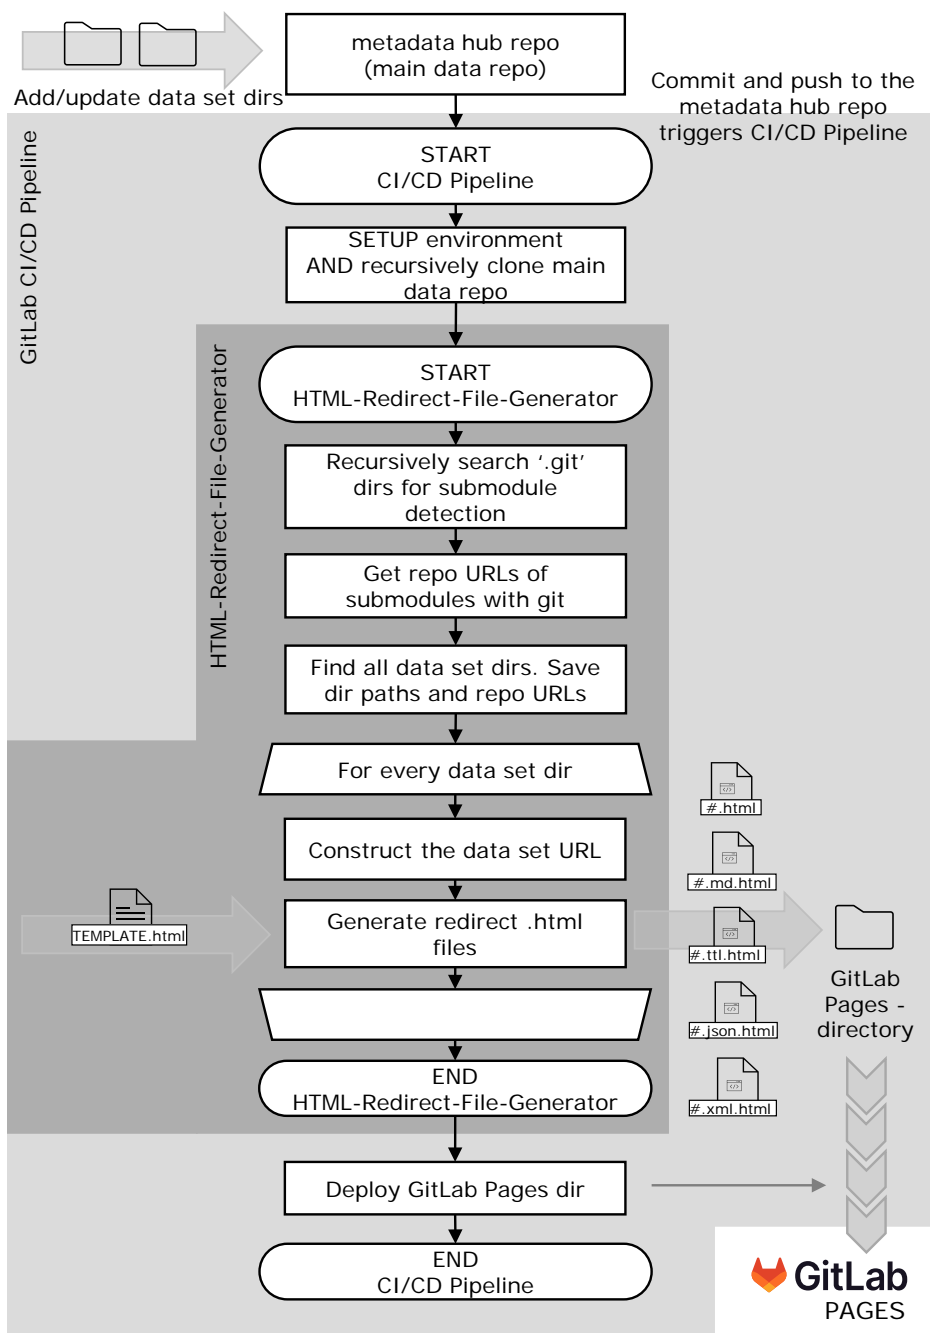 metadata hub repo
(main data repo)
Add/update data set dirs
Commit and push to the
metadata hub repo
triggers CI/CD Pipeline
GitLab CI/CD Pipeline
START
CI/CD Pipeline
SETUP environment
AND recursively clone main
data repo
HTML-Redirect-File-Generator
START
HTML-Redirect-File-Generator
Recursively search ‘.git’
dirs for submodule
detection
Get repo URLs of
submodules with git
Find all data set dirs. Save
dir paths and repo URLs
For every data set dir
Construct the data set URL
TEMPLATE.html
Generate redirect .html
files
#.html
#.md.html
#.ttl.html
#.json.html
#.xml.html
GitLab
Pages -
directory
END
HTML-Redirect-File-Generator
Deploy GitLab Pages dir
END
CI/CD Pipeline
GitLab
PAGES